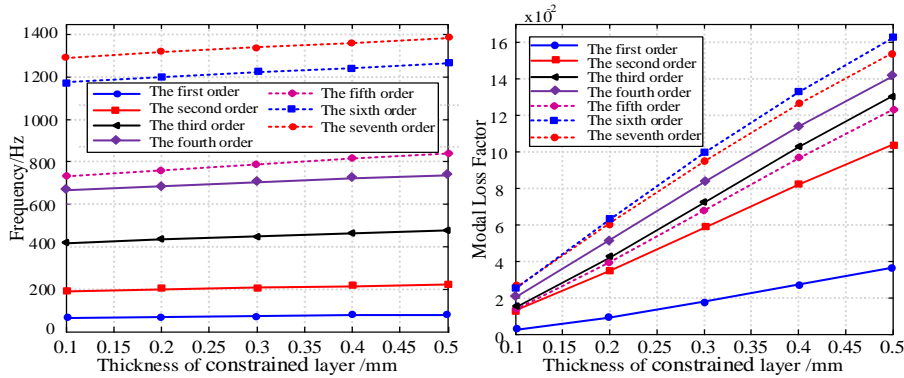 1400
1200
1000
800
600
400
200
0
Frequency/Hz
The first order
The second order
The third order
The fourth order
The fifth order
The sixth order
The seventh order
0.1 0.15 0.2 0.25 0.3 0.35 0.4 0.45 0.5
Thickness of constrained layer /mm
×10²
16
14
12
10
8
6
4
2
0
Modal Loss Factor
The first order
The second order
The third order
The fourth order
The fifth order
The sixth order
The seventh order
0.1 0.15 0.2 0.25 0.3 0.35 0.4 0.45 0.5
Thickness of constrained layer /mm